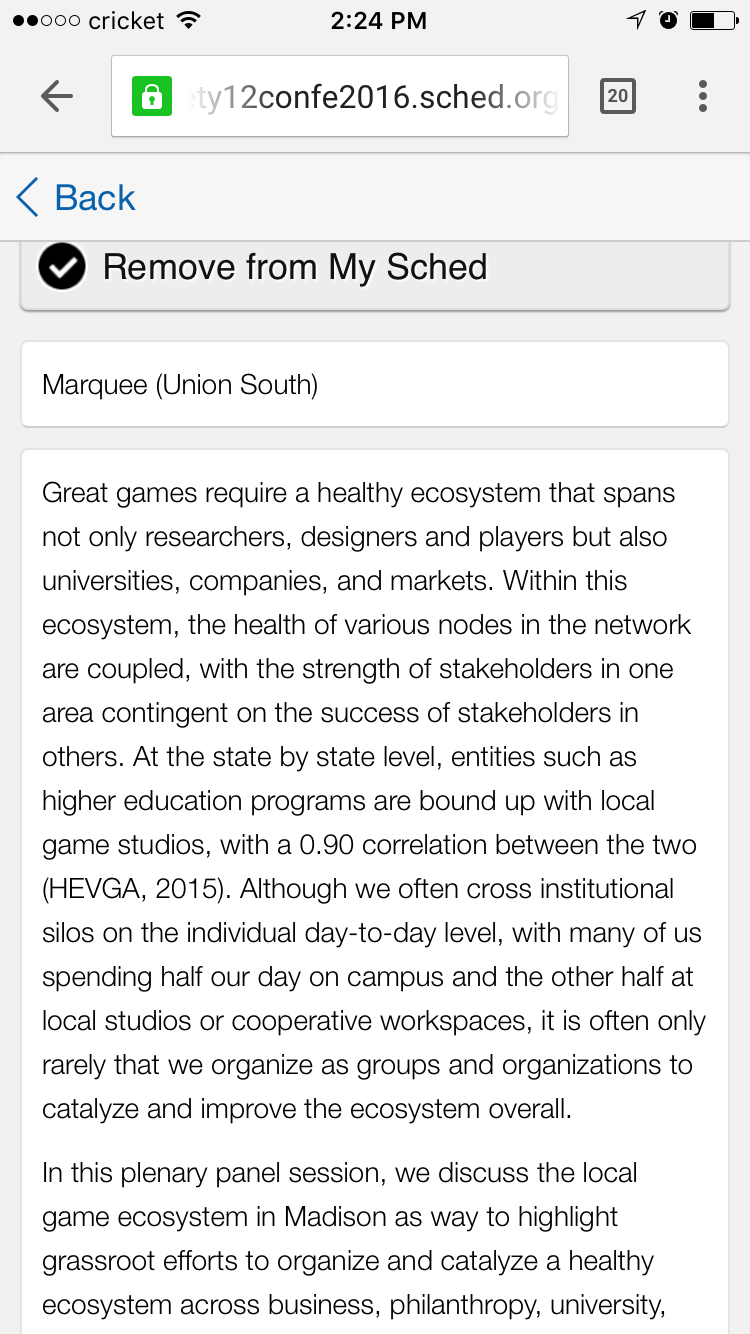 cricket
2:24 PM
ety12confe2016.sched.org
20
Back
Remove from My Sched
Marquee (Union South)
Great games require a healthy ecosystem that spans
not only researchers, designers and players but also
universities, companies, and markets. Within this
ecosystem, the health of various nodes in the network
are coupled, with the strength of stakeholders in one
area contingent on the success of stakeholders in
others. At the state by state level, entities such as
higher education programs are bound up with local
game studios, with a 0.90 correlation between the two
(HEVGA, 2015). Although we often cross institutional
silos on the individual day-to-day level, with many of us
spending half our day on campus and the other half at
local studios or cooperative workspaces, it is often only
rarely that we organize as groups and organizations to
catalyze and improve the ecosystem overall.
In this plenary panel session, we discuss the local
game ecosystem in Madison as way to highlight
grassroot efforts to organize and catalyze a healthy
ecosystem across business, philanthropy, university,